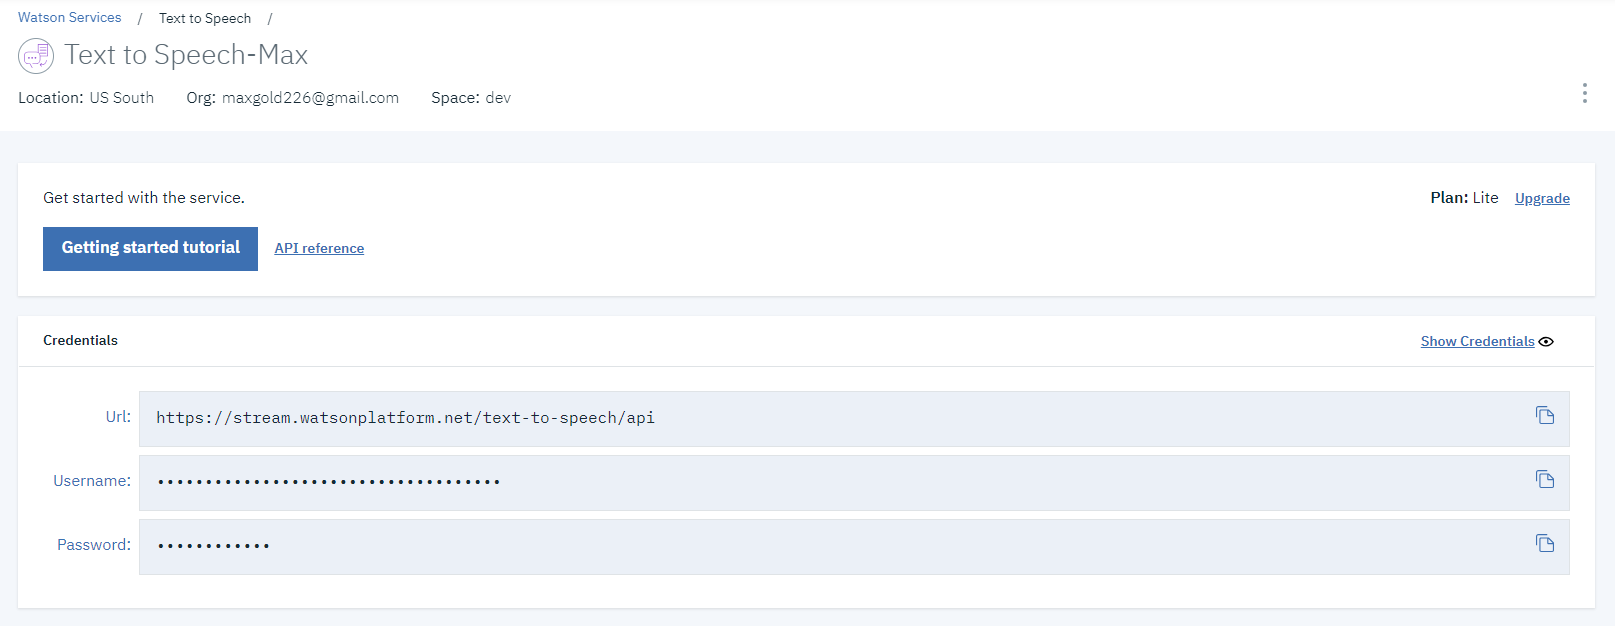 Watson Services / Text to Speech /
Text to Speech-Max
Location: US South Org: maxgold226@gmail.com Space: dev
Get started with the service.
Plan: Lite Upgrade
Getting started tutorial API reference
Credentials
Show Credentials
Url: https://stream.watsonplatform.net/text-to-speech/api
Username: ••••••••••••••••••••••••••••••••••••
Password: ••••••••••••